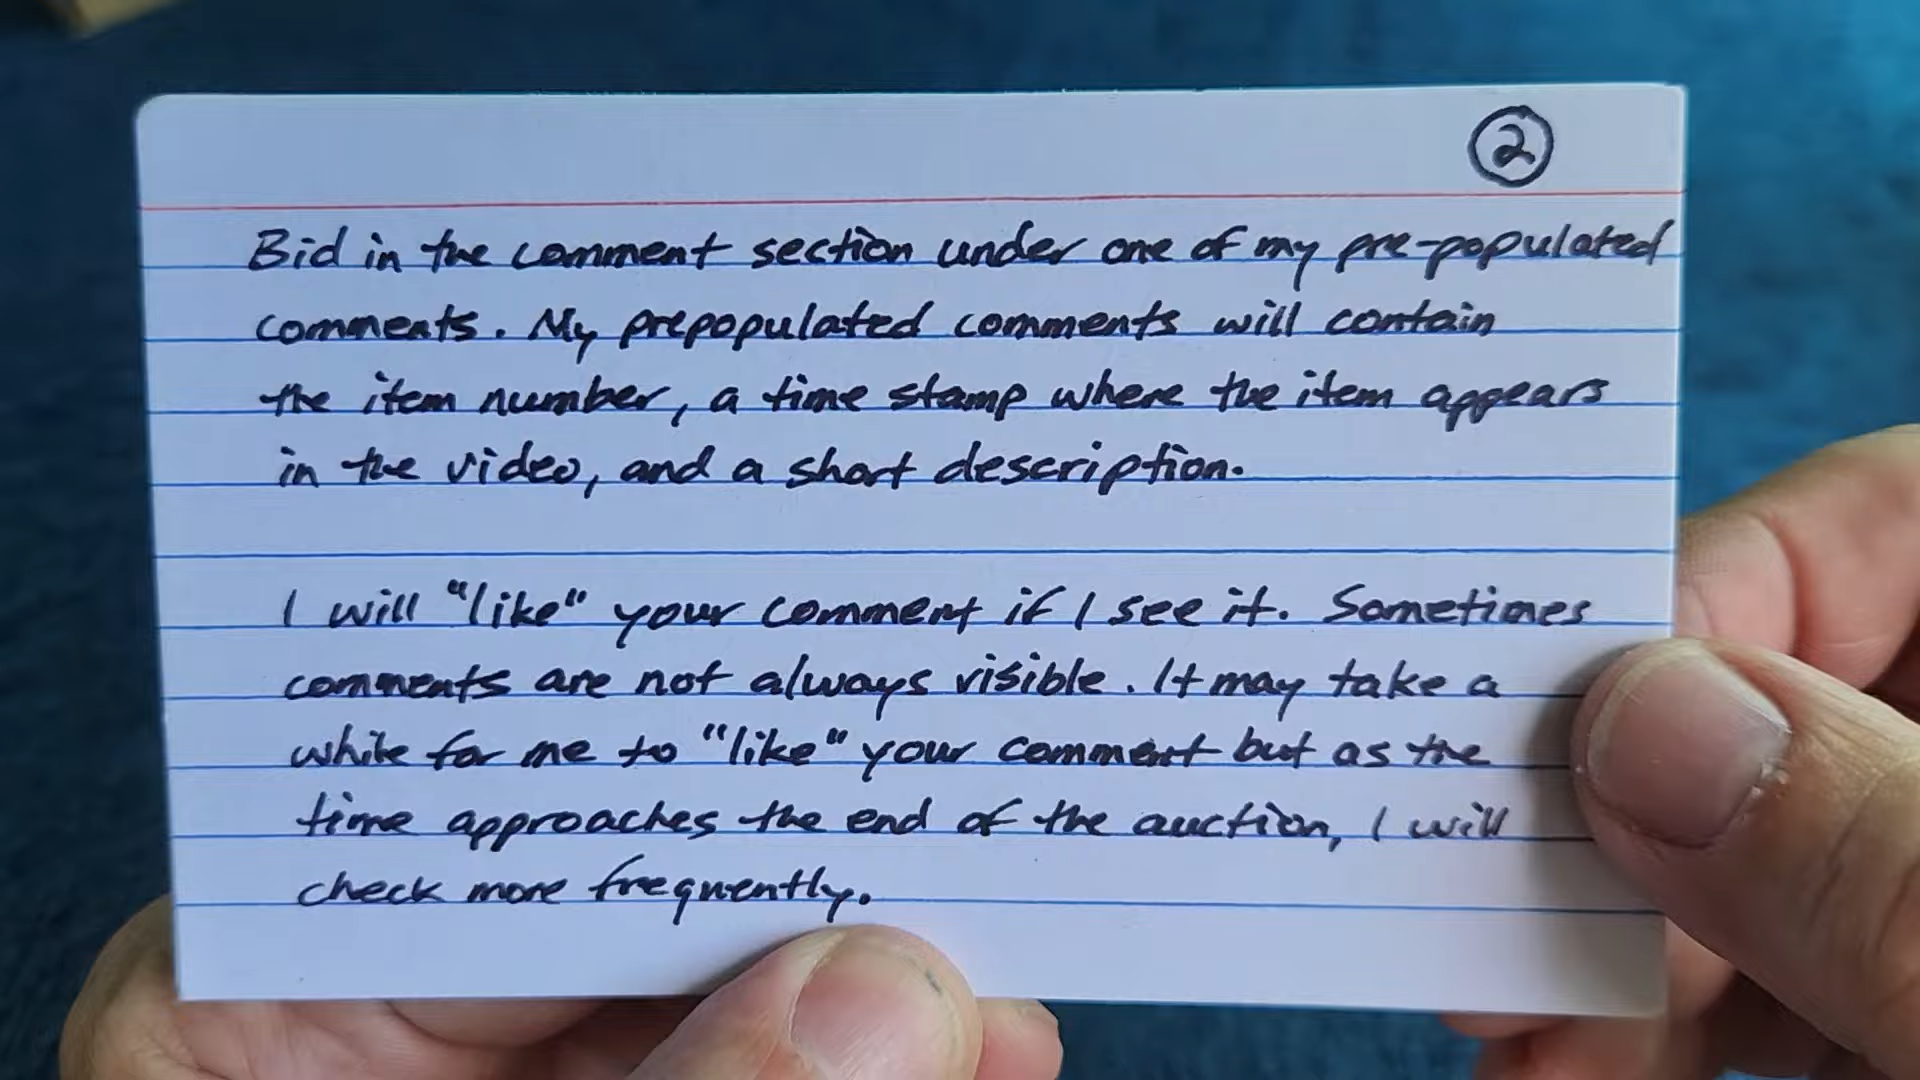 2
Bid in the comment section under one of my pre-populated
comments. My prepopulated comments will contain
the item number, a time stamp where the item appears
in the video, and a short description.
I will "like" your comment if I see it. Sometimes
comments are not always visible. It may take a
while for me to "like" your comment but as the
time approaches the end of the auction, I will
check more frequently.